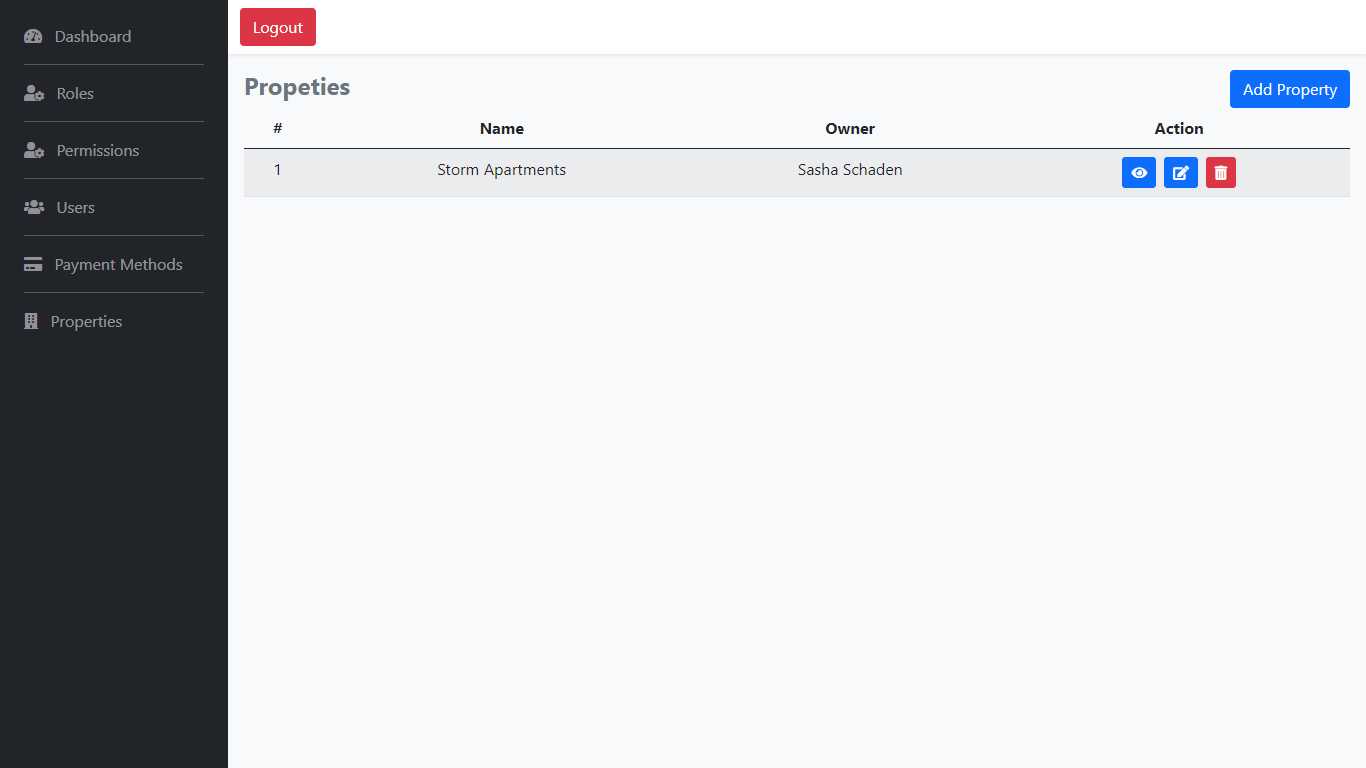 Dashboard
Roles
Permissions
Users
Payment Methods
Properties
Logout
Propeties
Add Property
# Name Owner Action
1 Storm Apartments Sasha Schaden